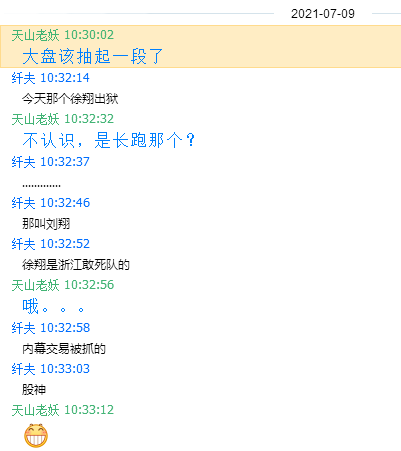 2021-07-09
天山老妖 10:30:02
大盘该抽起一段了
纤夫 10:32:14
今天那个徐翔出狱
天山老妖 10:32:32
不认识，是长跑那个？
纤夫 10:32:37
.............
纤夫 10:32:46
那叫刘翔
纤夫 10:32:52
徐翔是浙江敢死队的
天山老妖 10:32:56
哦。。。
纤夫 10:32:58
内幕交易被抓的
纤夫 10:33:03
股神
天山老妖 10:33:12